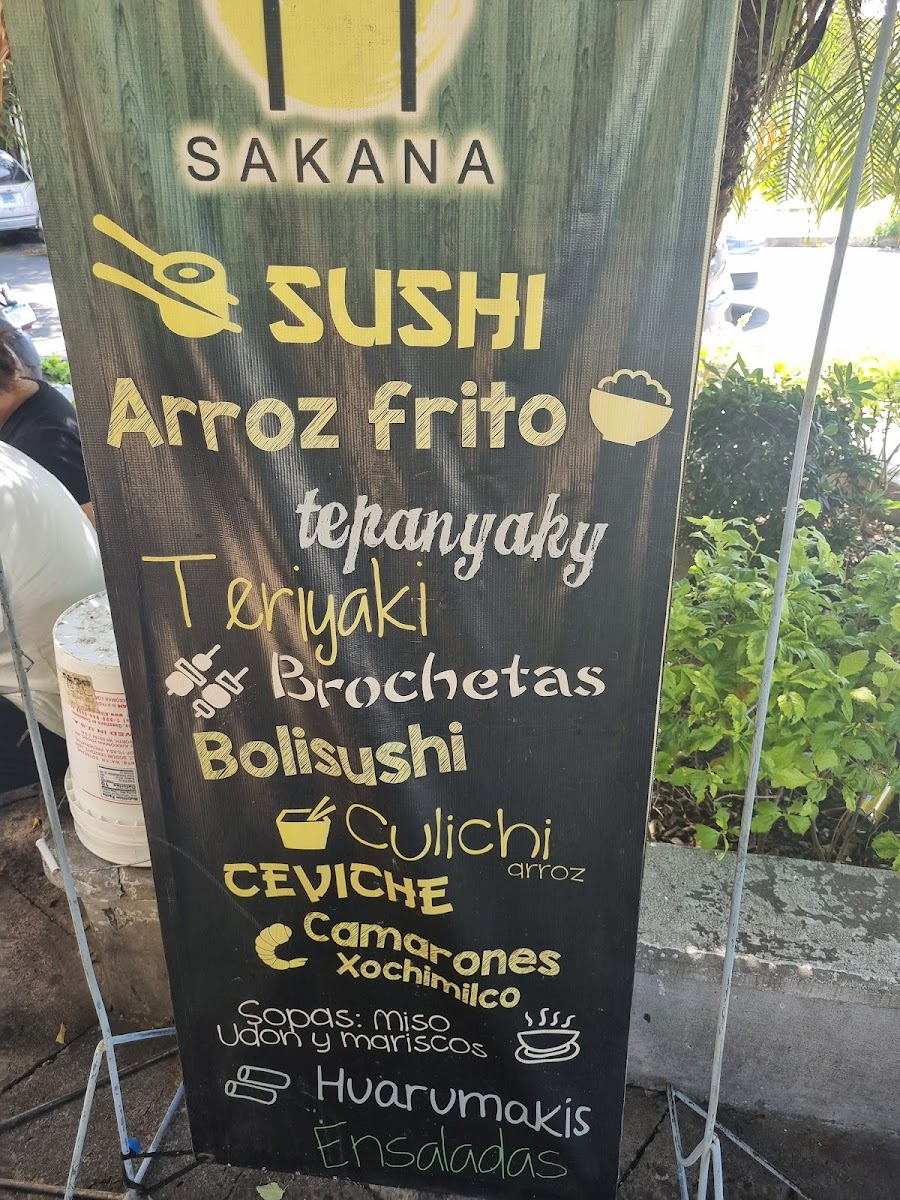 SAKANA
SUSHI
Arroz frito
tepanyaky
Teriyaki
Brochetas
Bolisushi
Culichi
arroz
CEVICHE
Camarones
Xochimilco
Sopas: Miso
Udon y mariscos
Huarumakis
Ensaladas